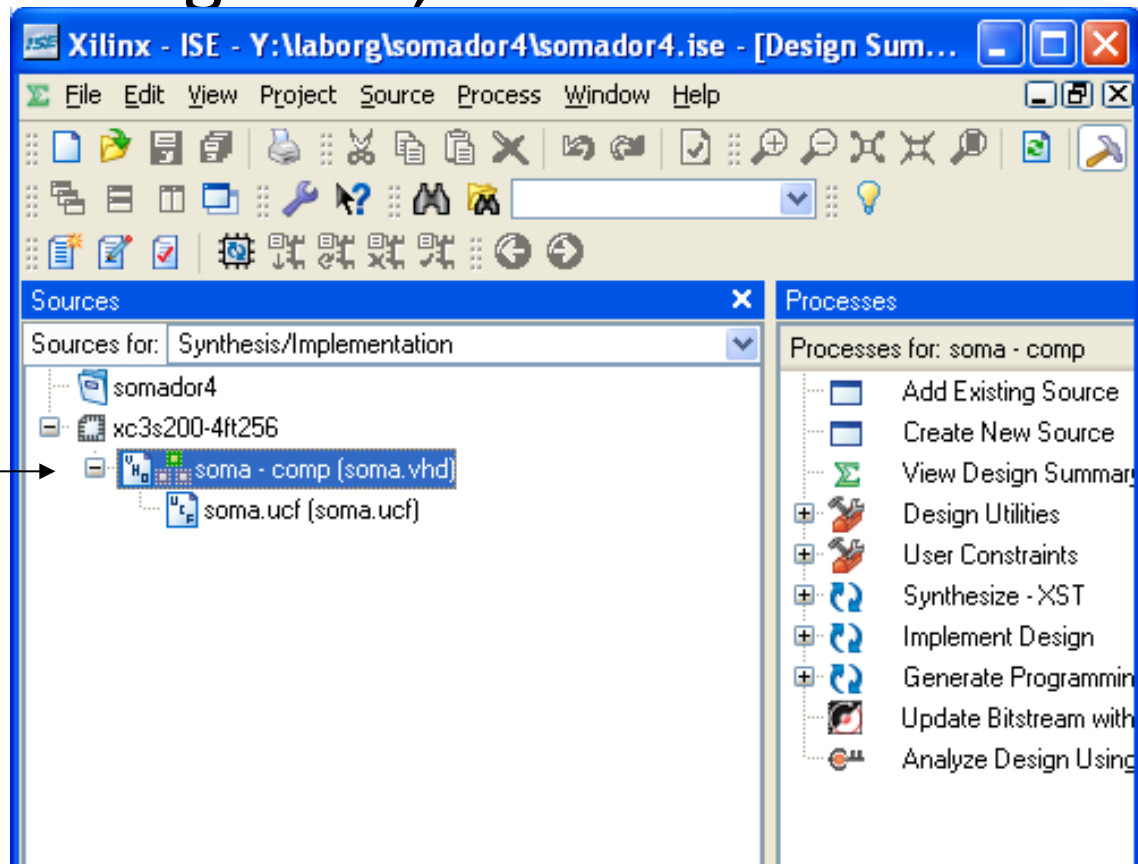 Xilinx - ISE - Y:\laborg\somador4\somador4.ise - [Design Sum...
File Edit View Project Source Process Window Help
Sources
Sources for: Synthesis/Implementation
somador4
xc3s200-4ft256
soma - comp (soma.vhd)
soma.ucf (soma.ucf)
Processes
Processes for: soma - comp
Add Existing Source
Create New Source
View Design Summary
Design Utilities
User Constraints
Synthesize - XST
Implement Design
Generate Programmin
Update Bitstream with
Analyze Design Using